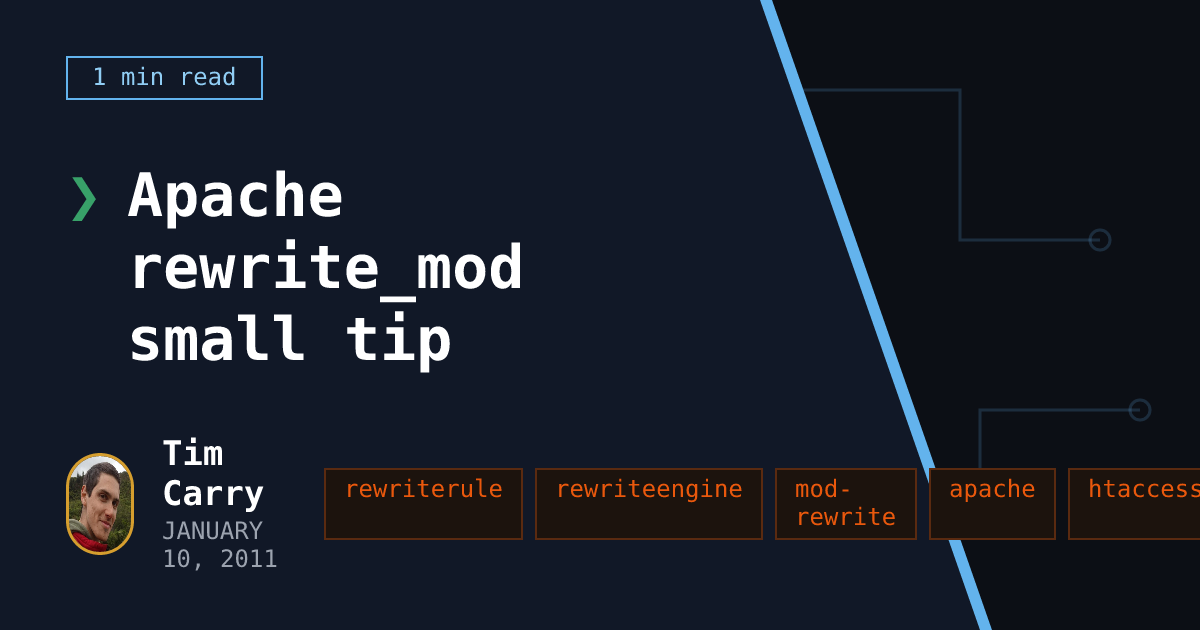 1 min read
❯ Apache
rewrite_mod
small tip
Tim
Carry
JANUARY
10, 2011
rewriterule
rewriteengine
mod-
rewrite
apache
htaccess